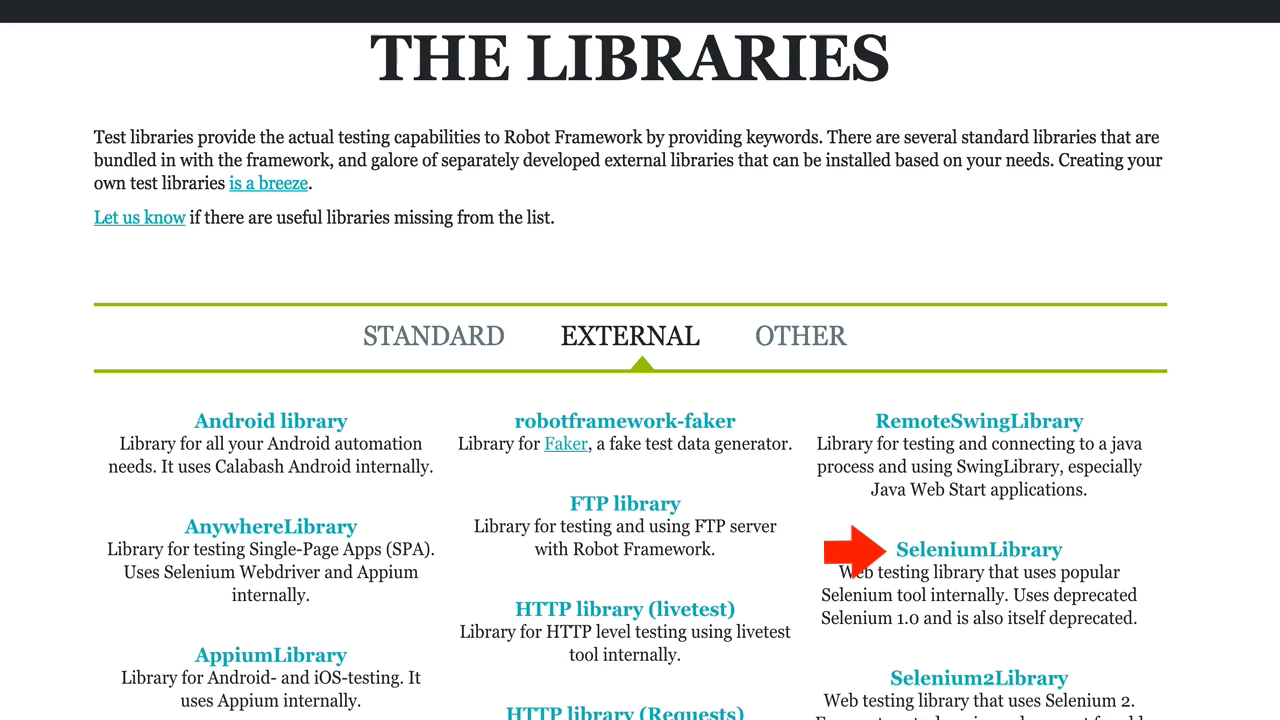 THE LIBRARIES
Test libraries provide the actual testing capabilities to Robot Framework by providing keywords. There are several standard libraries that are
bundled in with the framework, and galore of separately developed external libraries that can be installed based on your needs. Creating your
own test libraries is a breeze.
Let us know if there are useful libraries missing from the list.
STANDARD EXTERNAL OTHER
Android library
Library for all your Android automation
needs. It uses Calabash Android internally.
AnywhereLibrary
Library for testing Single-Page Apps (SPA).
Uses Selenium Webdriver and Appium
internally.
AppiumLibrary
Library for Android- and iOS-testing. It
uses Appium internally.
robotframework-faker
Library for Faker, a fake test data generator.
FTP library
Library for testing and using FTP server
with Robot Framework.
HTTP library (livetest)
Library for HTTP level testing using livetest
tool internally.
HTTP library (Requests)
RemoteSwingLibrary
Library for testing and connecting to a java
process and using SwingLibrary, especially
Java Web Start applications.
SeleniumLibrary
Web testing library that uses popular
Selenium tool internally. Uses deprecated
Selenium 1.0 and is also itself deprecated.
Selenium2Library
Web testing library that uses Selenium 2.